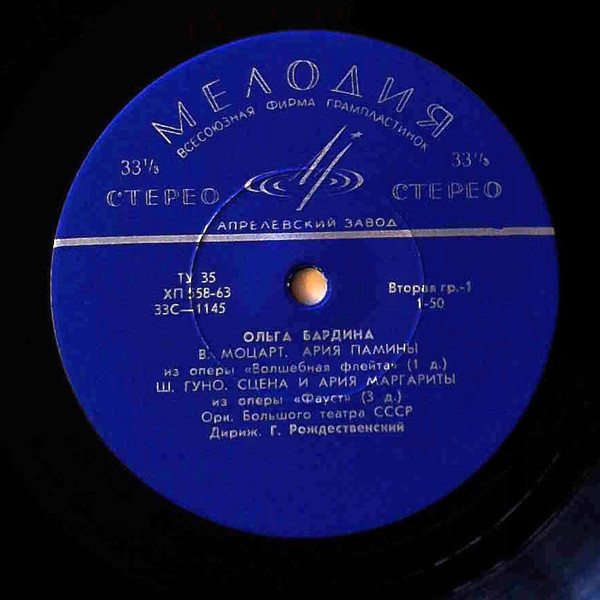 МЕЛОДИЯ
ВСЕСОЮЗНАЯ ФИРМА ГРАМПЛАСТИНОК
33⅓ 33⅓
СТЕРЕО СТЕРЕО
АПРЕЛЕВСКИЙ ЗАВОД
ТУ 35
ХП 558-63 Вторая гр.-1
33С—1145 1-50
ОЛЬГА БАРДИНА
В. МОЦАРТ. АРИЯ ПАМИНЫ
из оперы «Волшебная флейта» (1 д.)
Ш. ГУНО. СЦЕНА И АРИЯ МАРГАРИТЫ
из оперы «Фауст» (3 д.)
Орк. Большого театра СССР
Дириж. Г. Рождественский